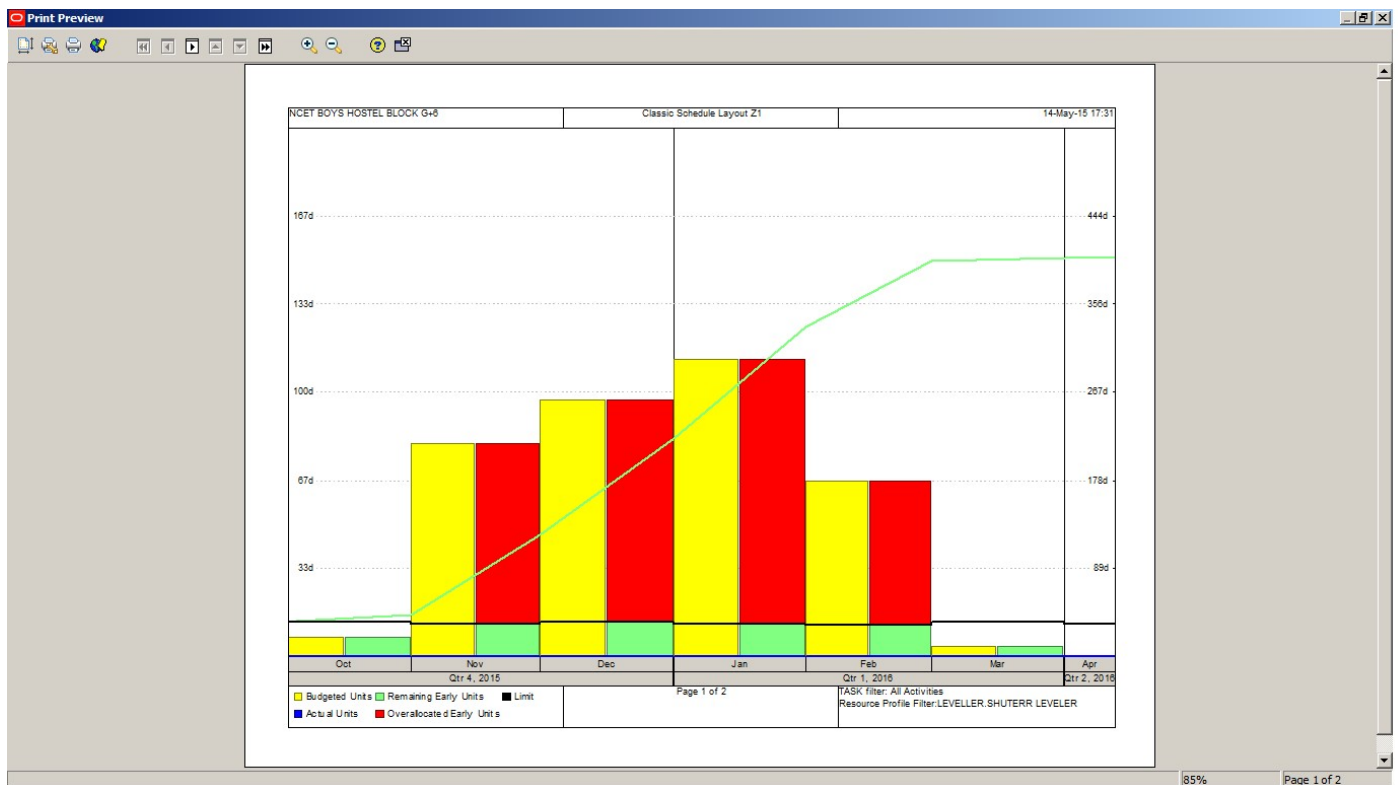 Print Preview
NCET BOYS HOSTEL BLOCK G+6
Classic Schedule Layout Z1
14-May-15 17:31
167d
444d
133d
356d
100d
267d
67d
178d
33d
89d
Oct Nov Dec Jan Feb Mar Apr
Qtr 4, 2015 Qtr 1, 2016 Qtr 2, 2016
Budgeted Units Remaining Early Units Limit
Actual Units Overallocated Early Units
Page 1 of 2
TASK filter: All Activities
Resource Profile Filter:LEVELLER.SHUTERR LEVELER
85% Page 1 of 2